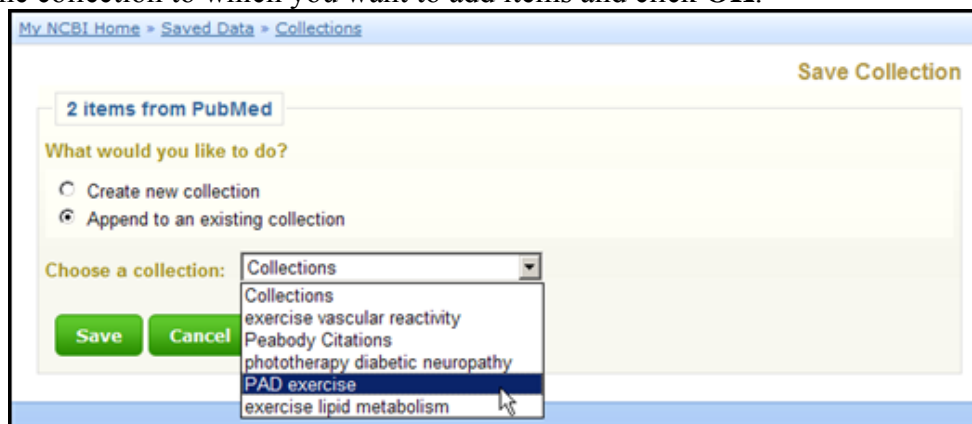 the collection to which you want to add items and click OK.
My NCBI Home » Saved Data » Collections
Save Collection
2 items from PubMed
What would you like to do?
Create new collection
Append to an existing collection
Choose a collection: Collections
Collections
exercise vascular reactivity
Save Cancel Peabody Citations
phototherapy diabetic neuropathy
PAD exercise
exercise lipid metabolism